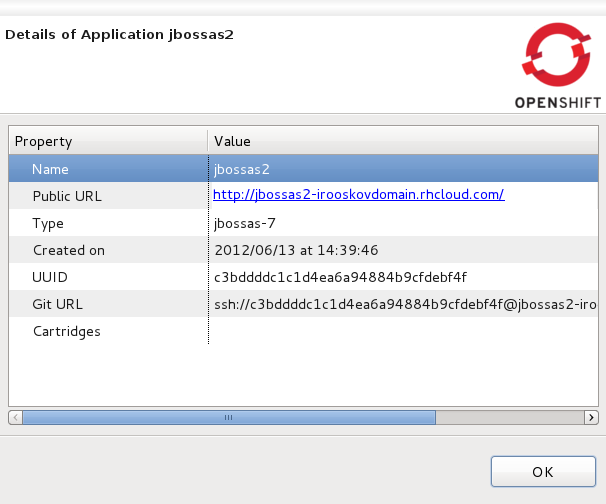 Details of Application jbossas2
OPENSHIFT
Property Value
Name jbossas2
Public URL http://jbossas2-irooskovdomain.rhcloud.com/
Type jbossas-7
Created on 2012/06/13 at 14:39:46
UUID c3bddddc1c1d4ea6a94884b9cfdebf4f
Git URL ssh://c3bddddc1c1d4ea6a94884b9cfdebf4f@jbossas2-iroo
Cartridges
OK